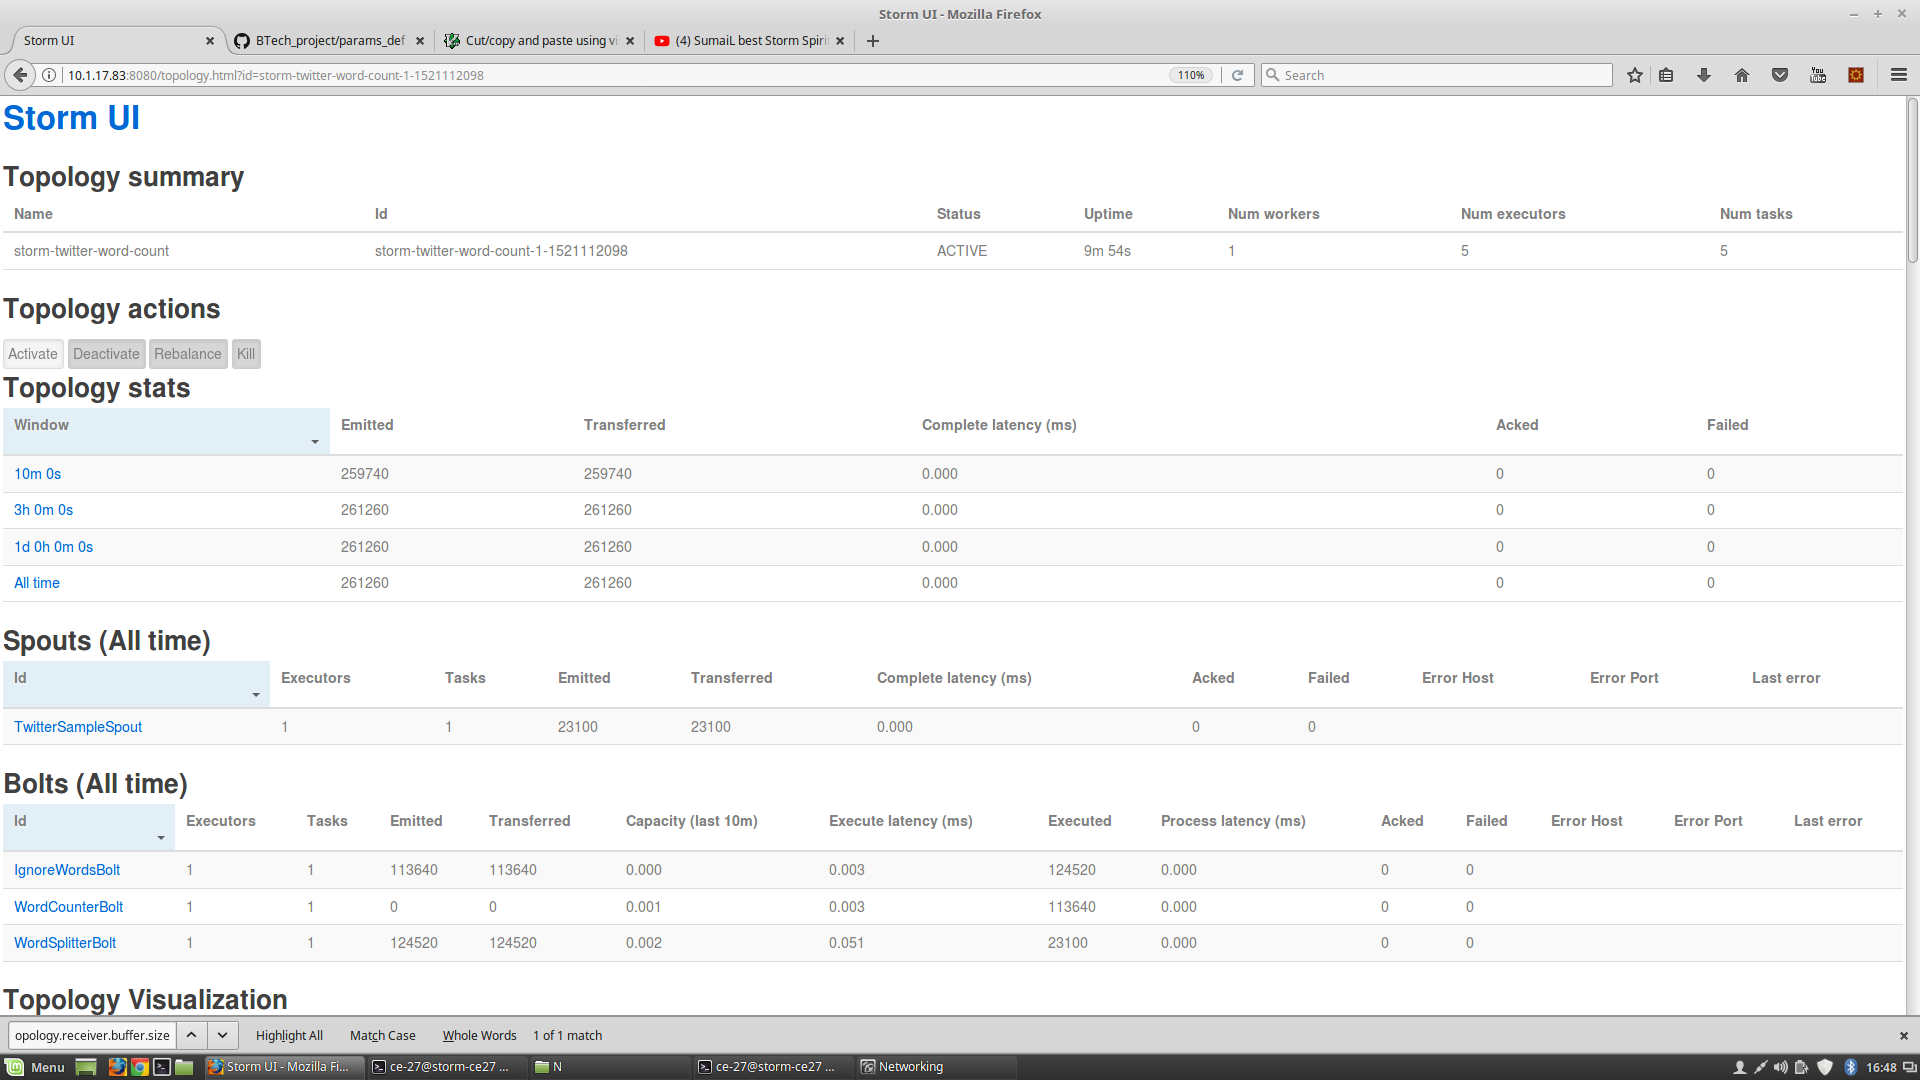 Storm UI - Mozilla Firefox
Storm UI
BTech_project/params_def
Cut/copy and paste using vi
(4) SumaiL best Storm Spiri
10.1.17.83:8080/topology.html?id=storm-twitter-word-count-1-1521112098
110%
Search
Storm UI
Topology summary
Name Id Status Uptime Num workers Num executors Num tasks
storm-twitter-word-count storm-twitter-word-count-1-1521112098 ACTIVE 9m 54s 1 5 5
Topology actions
Activate Deactivate Rebalance Kill
Topology stats
Window Emitted Transferred Complete latency (ms) Acked Failed
10m 0s 259740 259740 0.000 0 0
3h 0m 0s 261260 261260 0.000 0 0
1d 0h 0m 0s 261260 261260 0.000 0 0
All time 261260 261260 0.000 0 0
Spouts (All time)
Id Executors Tasks Emitted Transferred Complete latency (ms) Acked Failed Error Host Error Port Last error
TwitterSampleSpout 1 1 23100 23100 0.000 0 0
Bolts (All time)
Id Executors Tasks Emitted Transferred Capacity (last 10m) Execute latency (ms) Executed Process latency (ms) Acked Failed Error Host Error Port Last error
IgnoreWordsBolt 1 1 113640 113640 0.000 0.003 124520 0.000 0 0
WordCounterBolt 1 1 0 0 0.001 0.003 113640 0.000 0 0
WordSplitterBolt 1 1 124520 124520 0.002 0.051 23100 0.000 0 0
Topology Visualization
opology.receiver.buffer.size Highlight All Match Case Whole Words 1 of 1 match
Menu Storm UI - Mozilla Fi... ce-27@storm-ce27 ... N ce-27@storm-ce27 ... Networking 16:48